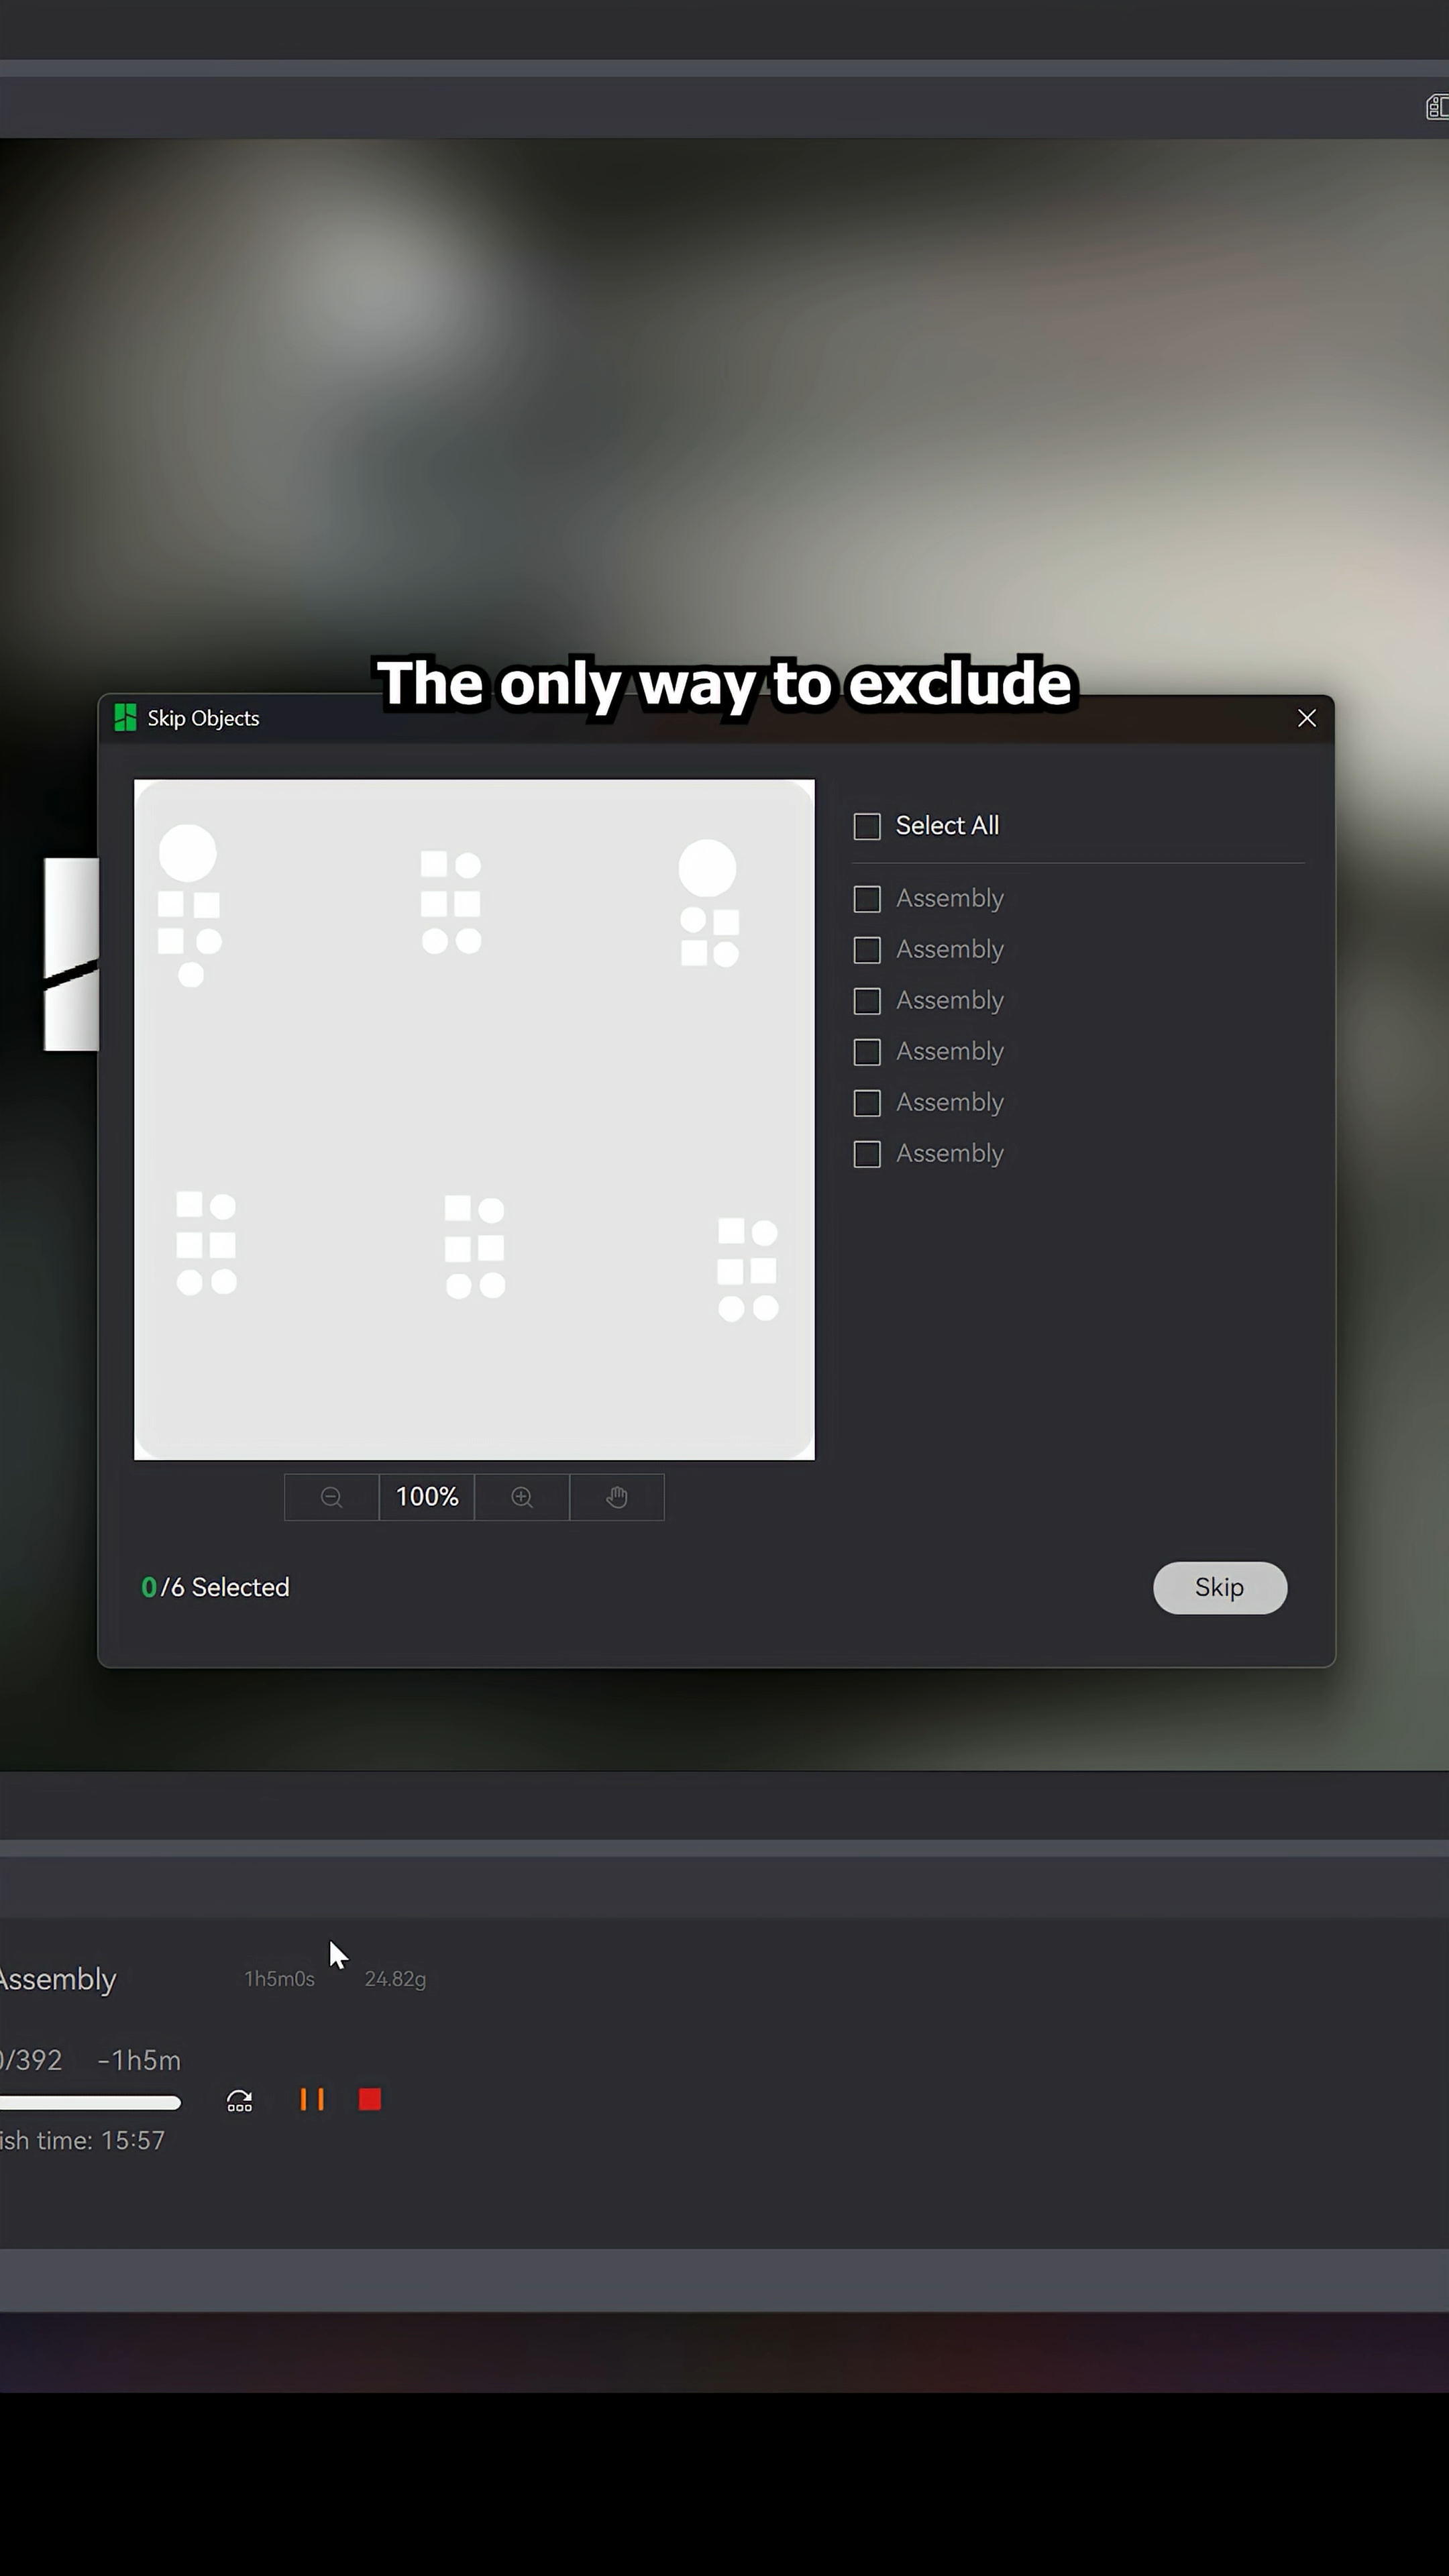 The only way to exclude
Skip Objects
Select All
Assembly
Assembly
Assembly
Assembly
Assembly
Assembly
100%
0/6 Selected
Skip
Assembly 1h5m0s 24.82g
0/392 -1h5m
ish time: 15:57